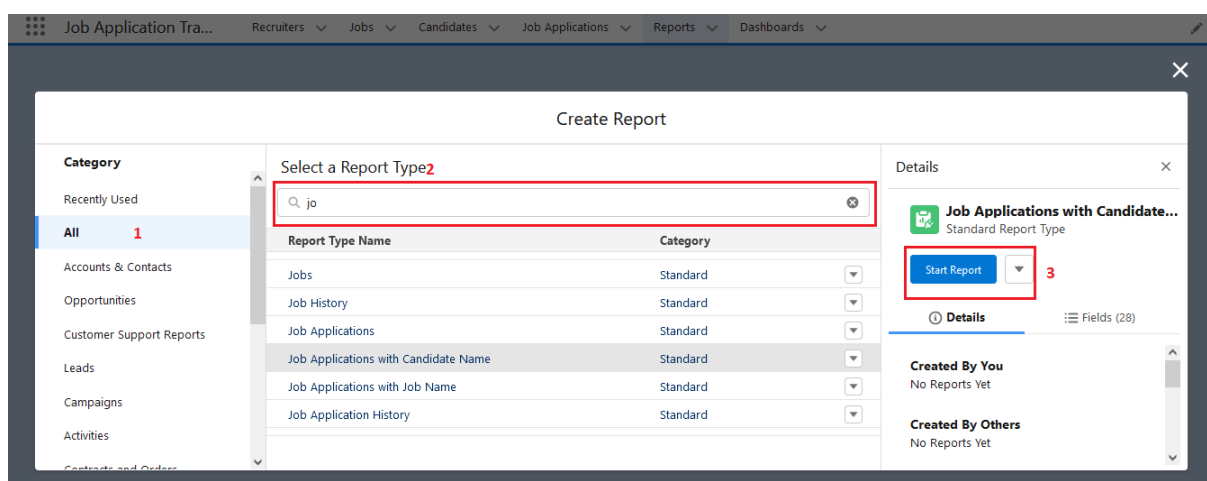 Job Application Tra... Recruiters Jobs Candidates Job Applications Reports Dashboards
Create Report
Category
Recently Used
All 1
Accounts & Contacts
Opportunities
Customer Support Reports
Leads
Campaigns
Activities
Contracts and Orders
Select a Report Type2
jo
Report Type Name Category
Jobs Standard
Job History Standard
Job Applications Standard
Job Applications with Candidate Name Standard
Job Applications with Job Name Standard
Job Application History Standard
Details
Job Applications with Candidate...
Standard Report Type
Start Report 3
Details Fields (28)
Created By You
No Reports Yet
Created By Others
No Reports Yet